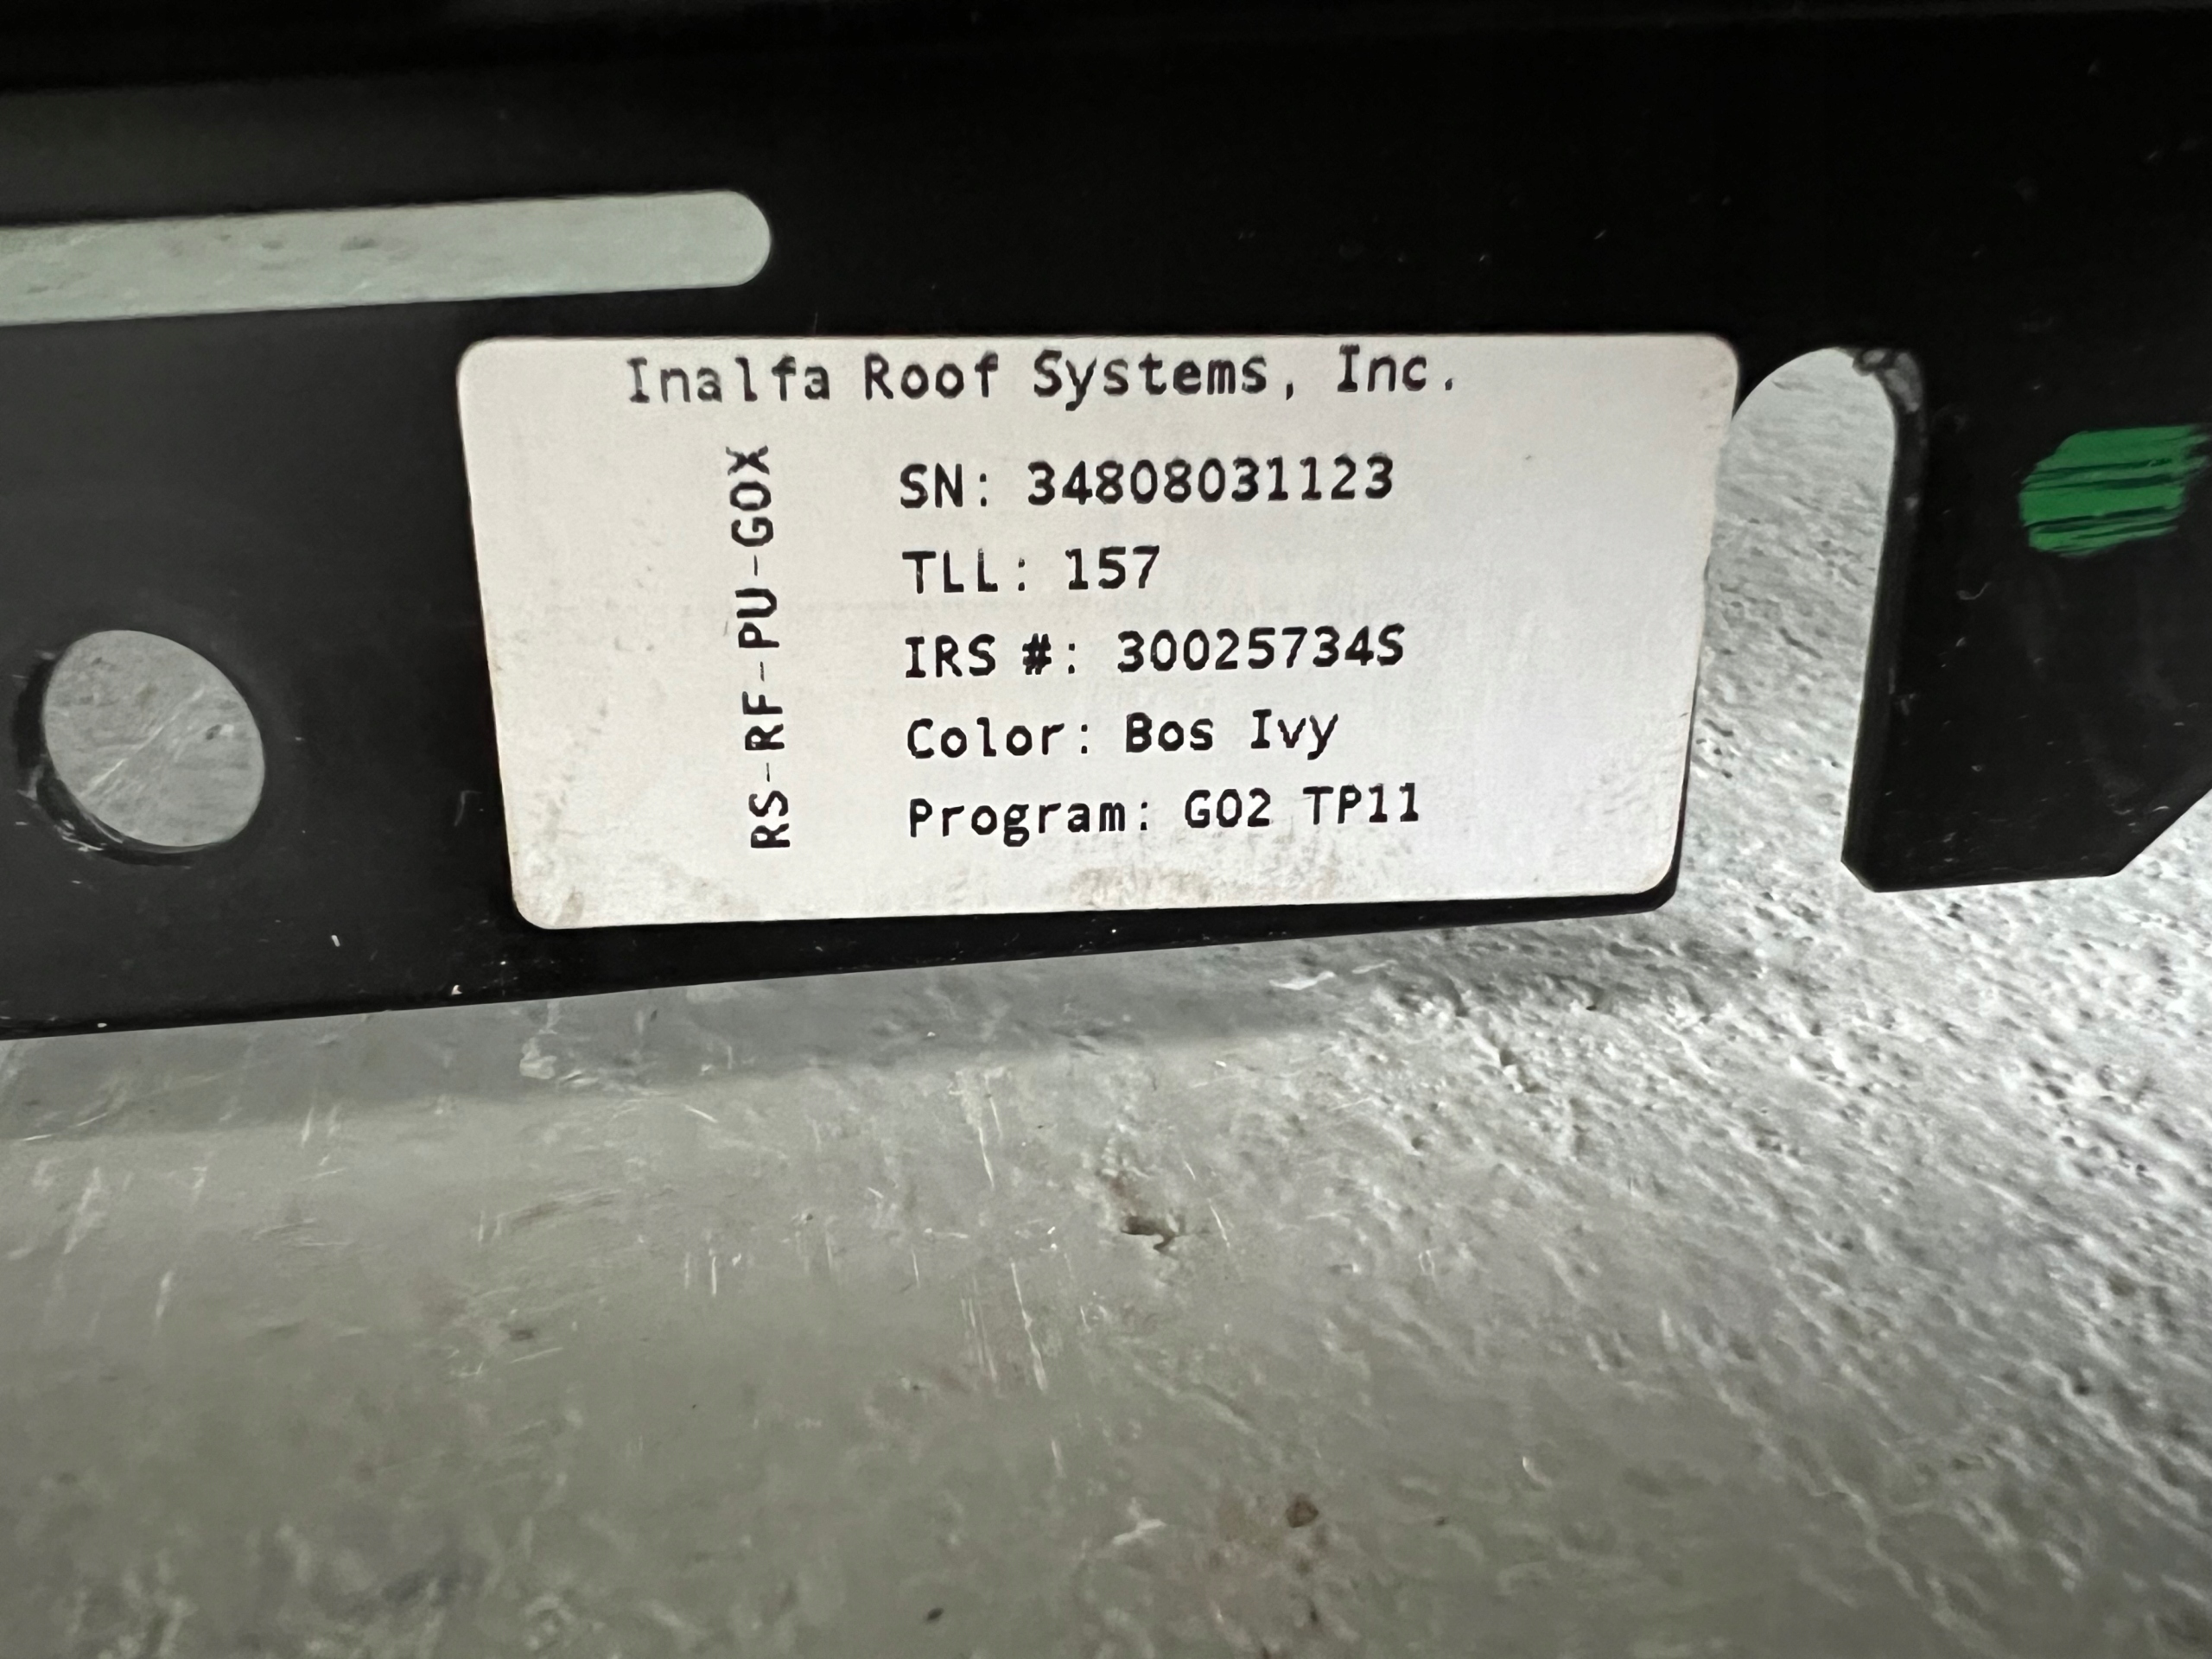 Inalfa Roof Systems, Inc.
RS-RF-PU-GOX
SN: 34808031123
TLL: 157
IRS #: 30025734S
Color: Bos Ivy
Program: GO2 TP11